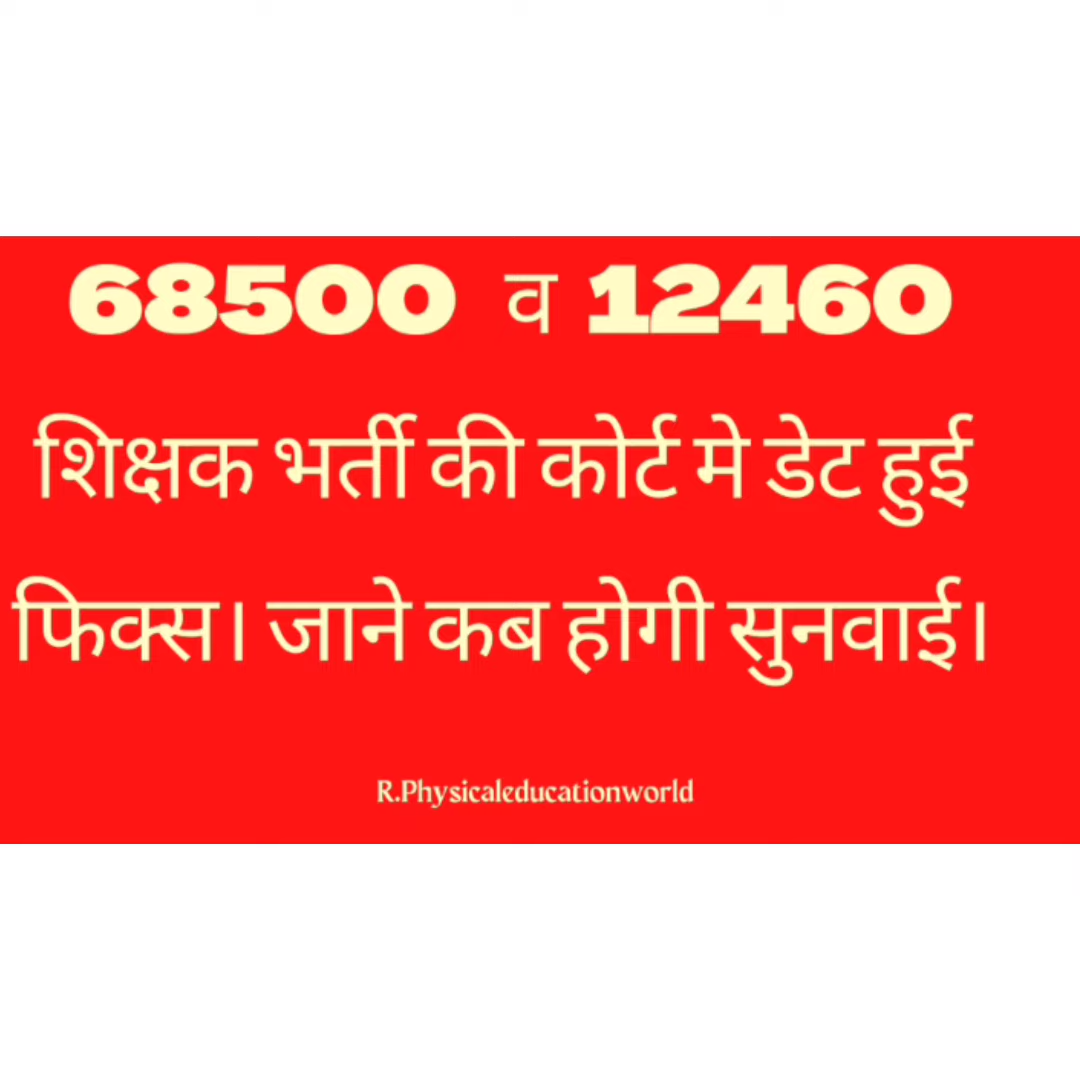 68500 व 12460
शिक्षक भर्ती की कोर्ट मे डेट हुई
फिक्स। जाने कब होगी सुनवाई।
R.Physicaleducationworld